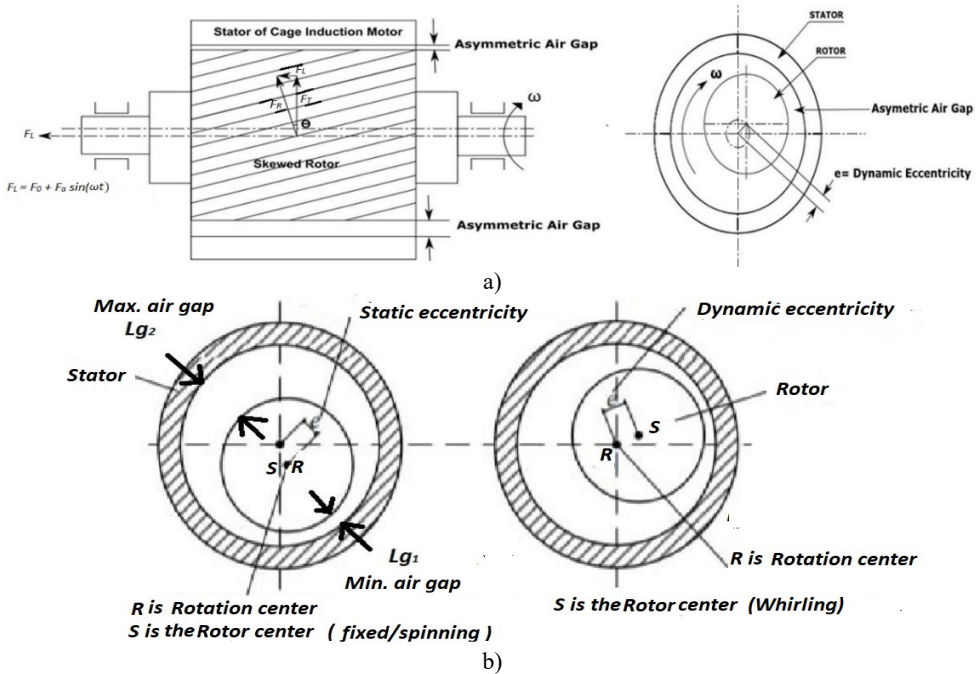 Stator of Cage Induction Motor
Asymmetric Air Gap
F_L
F_R
F_T
Θ
ω
F_L
Skewed Rotor
F_L = F_0 + F_a sin(ωt)
Asymmetric Air Gap
STATOR
ROTOR
ω
Asymetric Air Gap
e= Dynamic Eccentricity
a)
Max. air gap
Lg2
Static eccentricity
Stator
e
S
R
Lg1
Min. air gap
R is Rotation center
S is the Rotor center ( fixed/spinning )
Dynamic eccentricity
Rotor
e
S
R
R is Rotation center
S is the Rotor center (Whirling)
b)